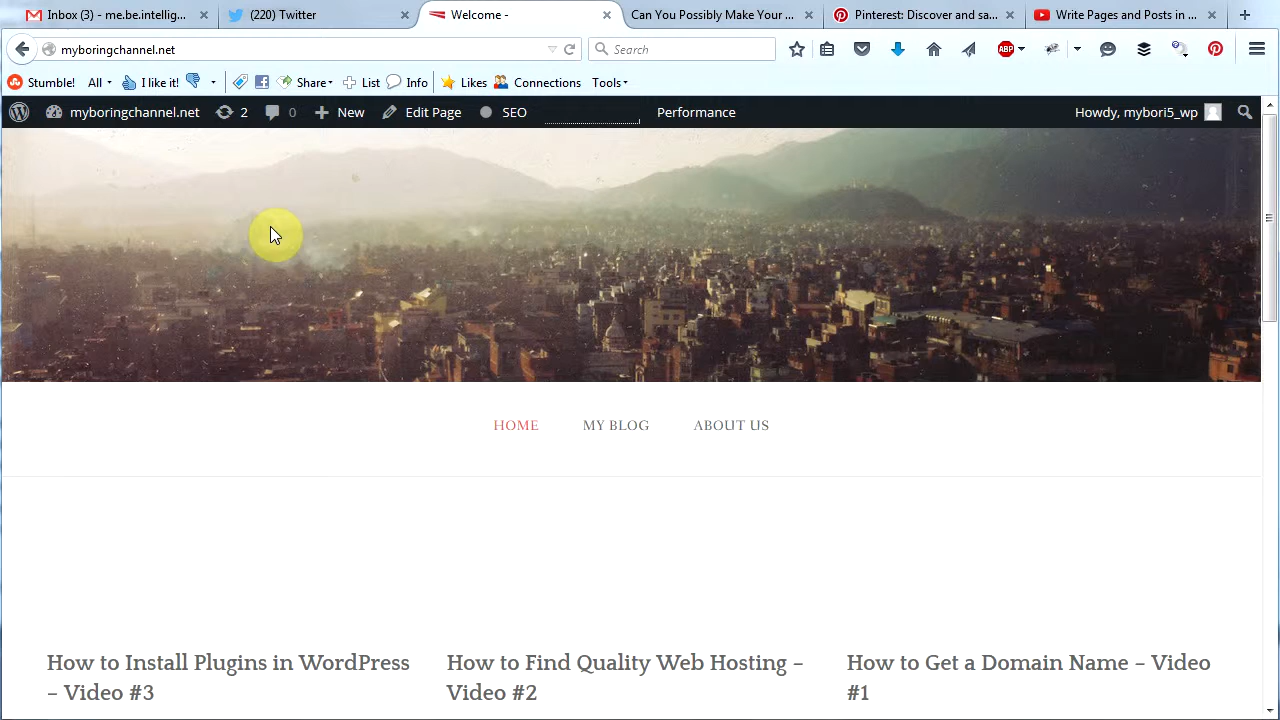 Inbox (3) - me.be.intellig...
(220) Twitter
Welcome -
Can You Possibly Make Your ...
Pinterest: Discover and sa...
Write Pages and Posts in ...
myboringchannel.net
Search
ABP
Stumble!
All
I like it!
Share
List
Info
Likes
Connections
Tools
myboringchannel.net
2
0
New
Edit Page
SEO
Performance
Howdy, mybori5_wp
HOME
MY BLOG
ABOUT US
How to Install Plugins in WordPress
– Video #3
How to Find Quality Web Hosting –
Video #2
How to Get a Domain Name – Video
#1